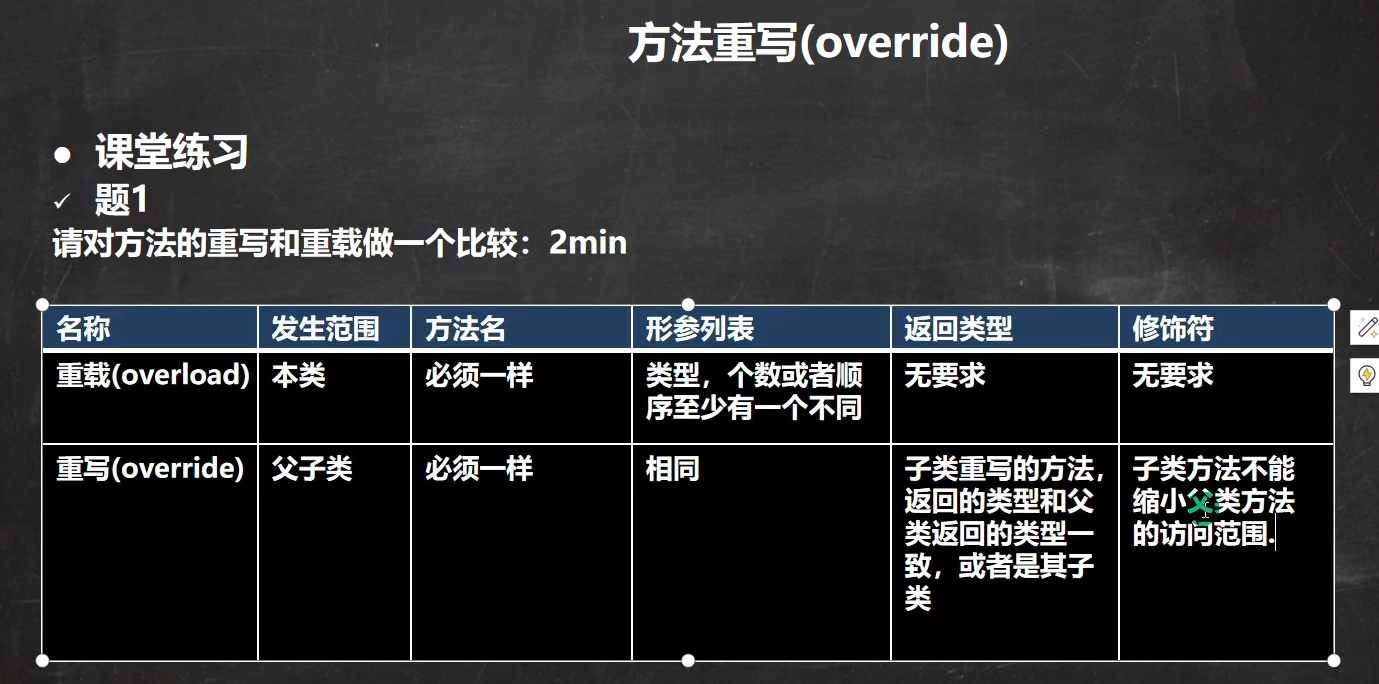 方法重写(override)
● 课堂练习
✓ 题1
请对方法的重写和重载做一个比较：2min
名称 发生范围 方法名 形参列表 返回类型 修饰符
重载(overload) 本类 必须一样 类型，个数或者顺 无要求 无要求
序至少有一个不同
重写(override) 父子类 必须一样 相同 子类重写的方法， 子类方法不能
返回的类型和父 缩小父类方法
类返回的类型一 的访问范围.
致，或者是其子
类